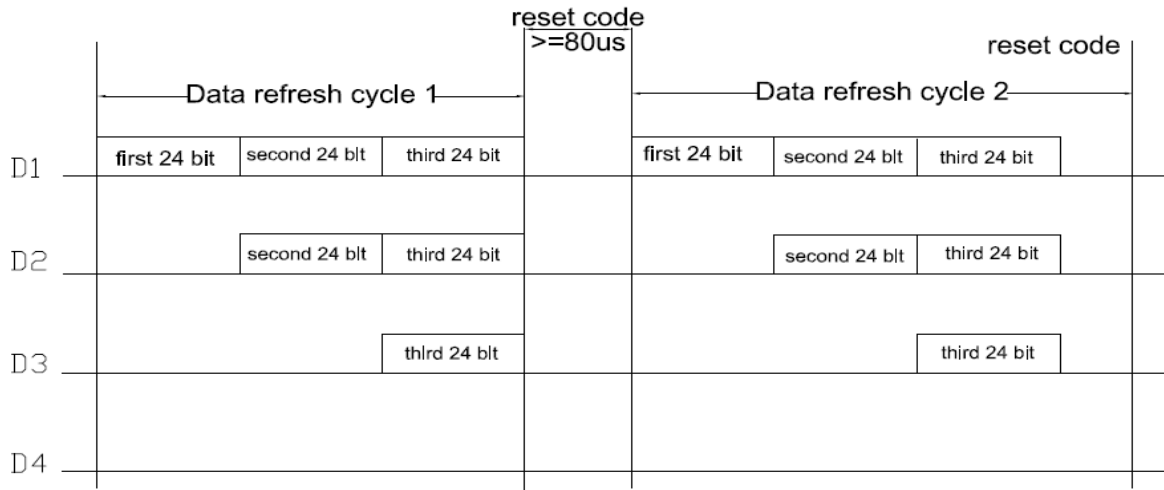 reset code
>=80us
reset code
Data refresh cycle 1
Data refresh cycle 2
D1 first 24 bit second 24 blt third 24 bit first 24 bit second 24 blt third 24 bit
D2 second 24 blt third 24 bit second 24 blt third 24 bit
D3 thlrd 24 blt third 24 bit
D4